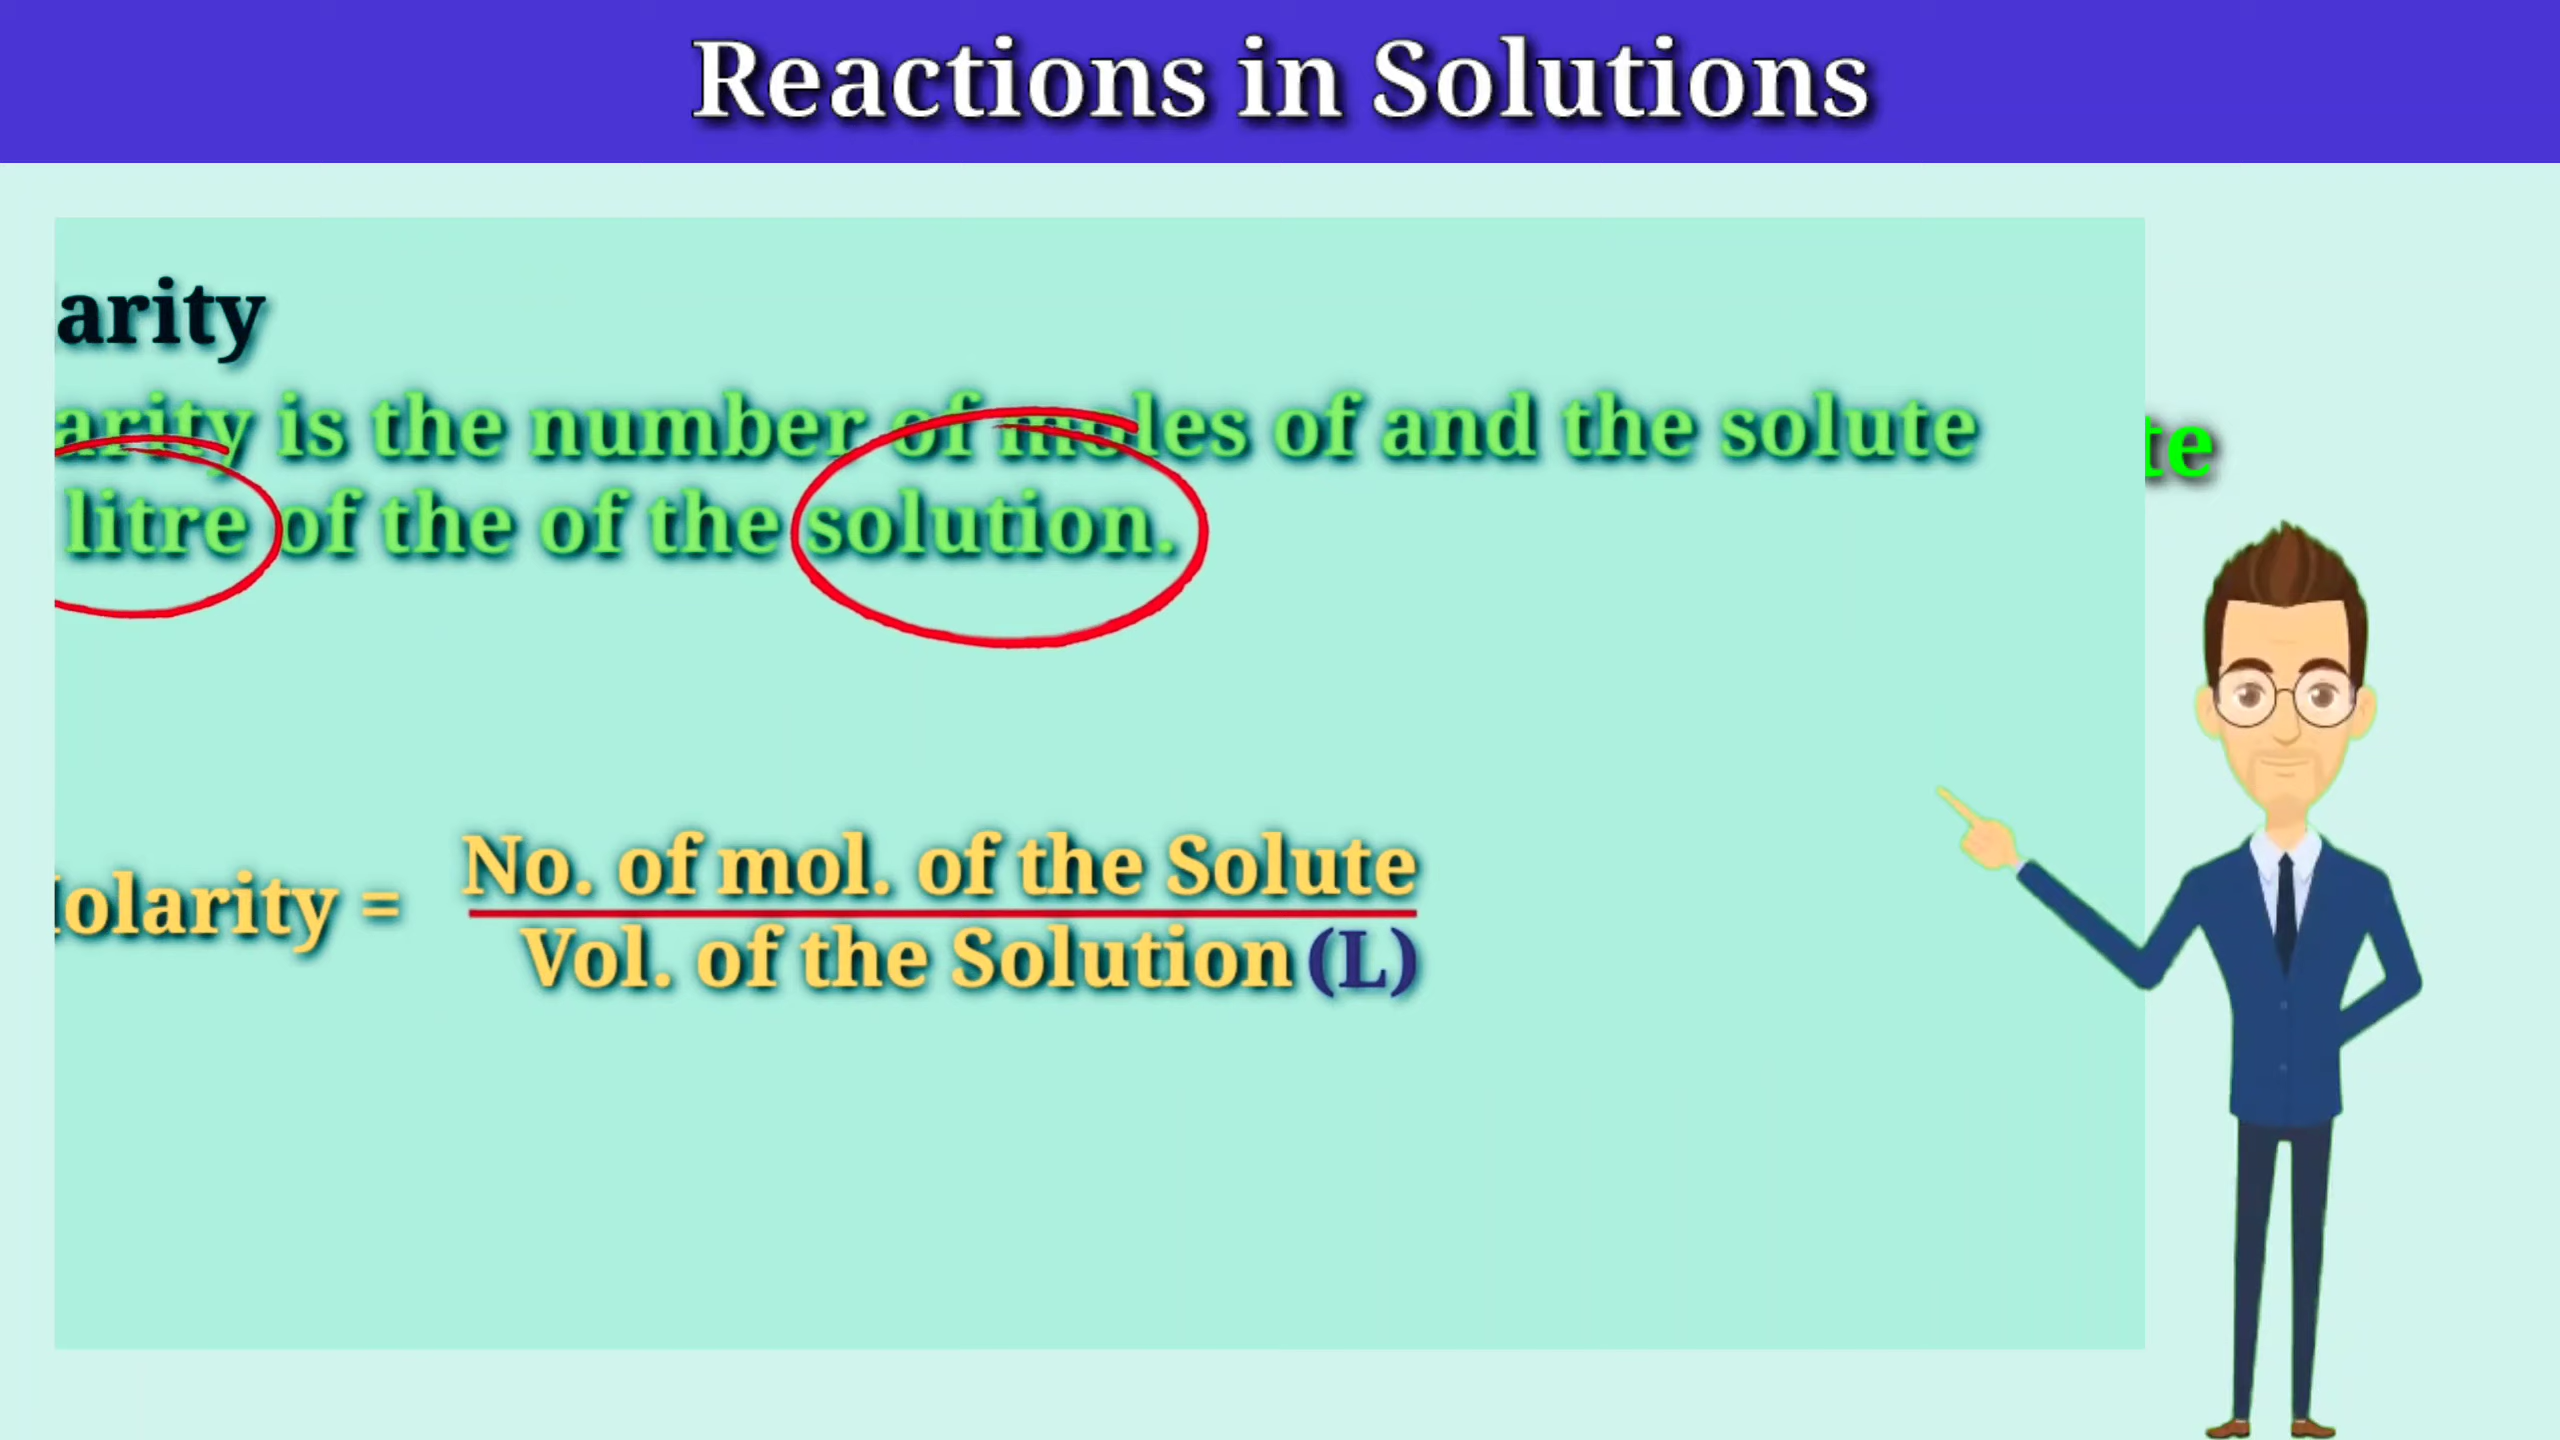 Reactions in Solutions
arity
arity is the number of moles of and the solute
te
litre of the of the solution.
No. of mol. of the Solute
olarity =
Vol. of the Solution (L)